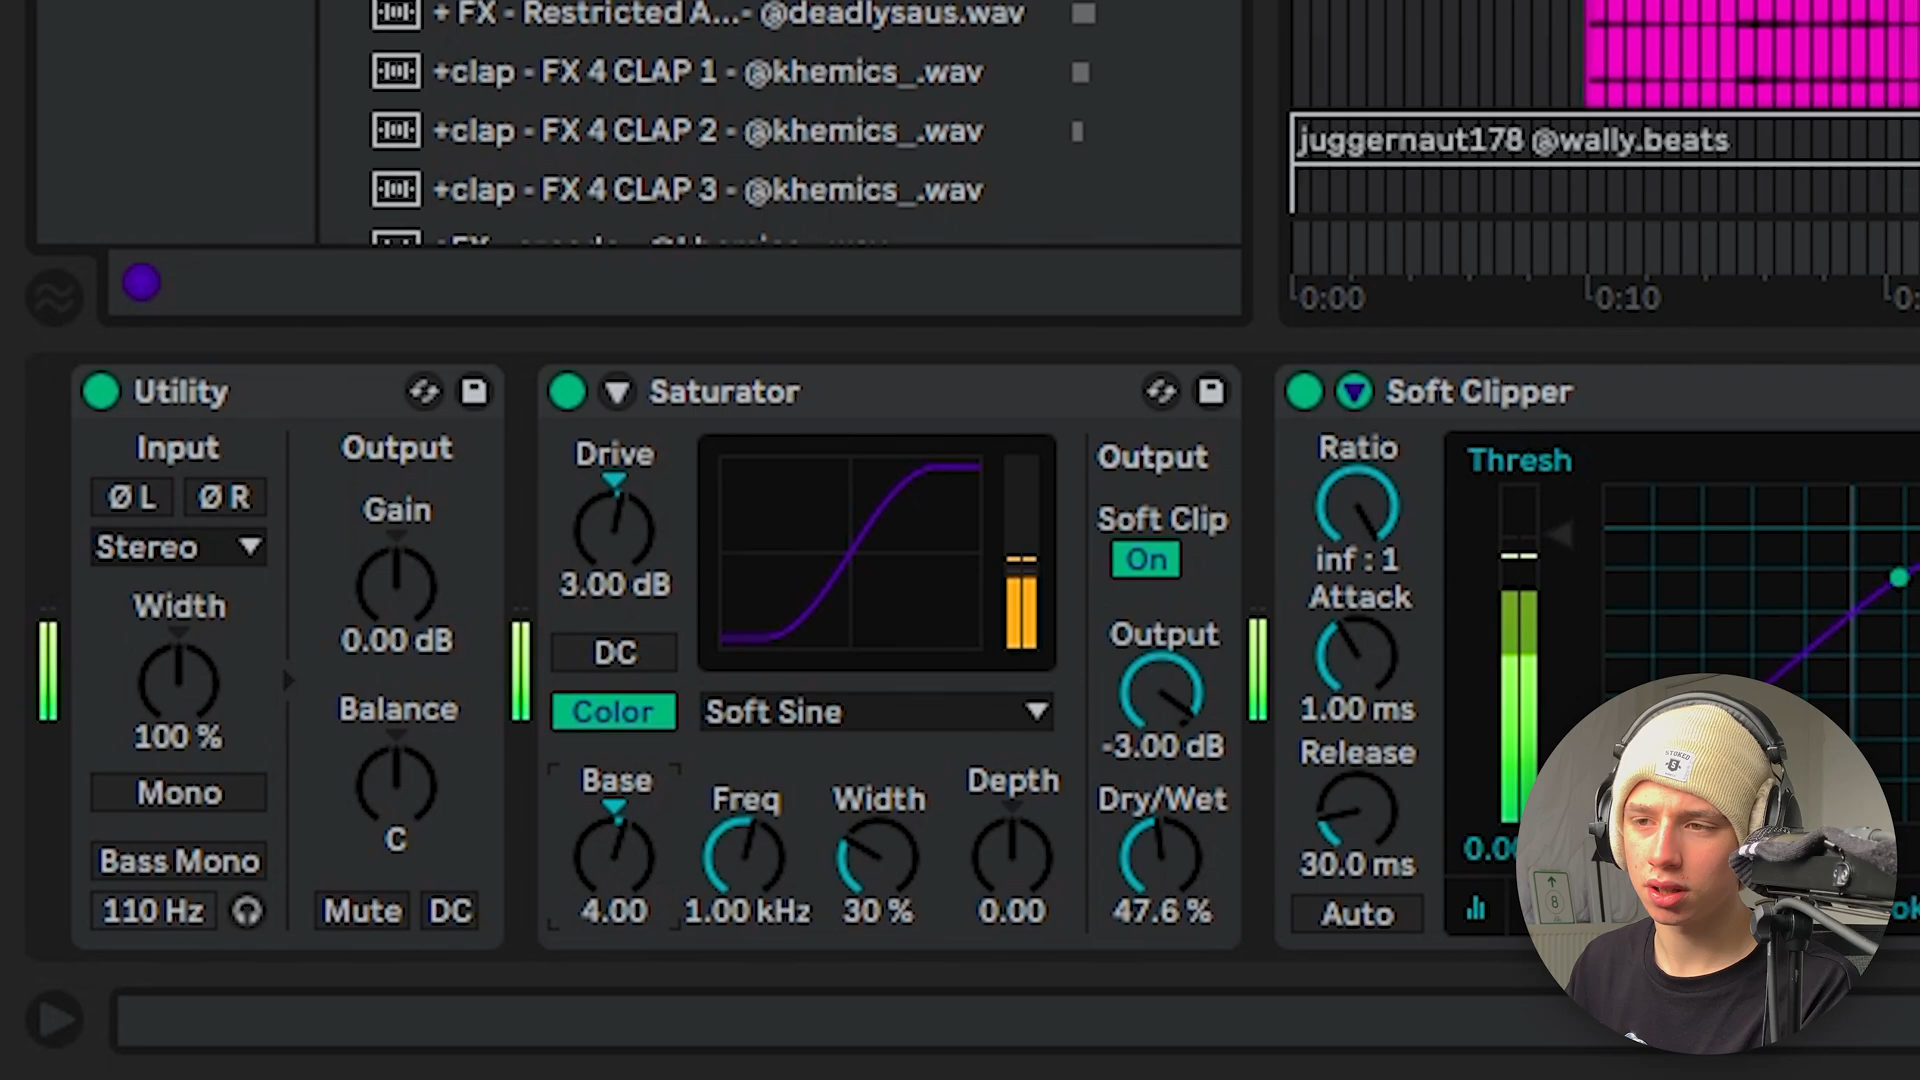 + FX - Restricted A...- @deadlysaus.wav
+clap - FX 4 CLAP 1 - @khemics_.wav
+clap - FX 4 CLAP 2 - @khemics_.wav
+clap - FX 4 CLAP 3 - @khemics_.wav
juggernaut178 @wally.beats
0:00
0:10
Utility
Input
Ø L
Ø R
Stereo
Width
100 %
Mono
Bass Mono
110 Hz
Output
Gain
0.00 dB
Balance
C
Mute
DC
Saturator
Drive
3.00 dB
DC
Color
Soft Sine
Base
4.00
Freq
1.00 kHz
Width
30 %
Depth
0.00
Output
Soft Clip
On
Output
-3.00 dB
Dry/Wet
47.6 %
Soft Clipper
Ratio
inf : 1
Attack
1.00 ms
Release
30.0 ms
Auto
Thresh
STOKED
8